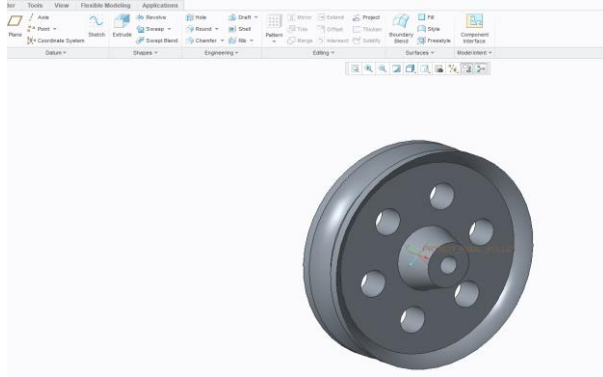 Tools View Flexible Modeling Applications
Axis Revolve Hole Draft Mirror Extend Project Fill
Plane Point Sketch Extrude Sweep Round Shell Pattern Trim Offset Thicken Boundary Blend Style Component Interface
Coordinate System Swept Blend Chamfer Rib Merge Intersect Solidify Freestyle
Datum Shapes Engineering Editing Surfaces Model Intent